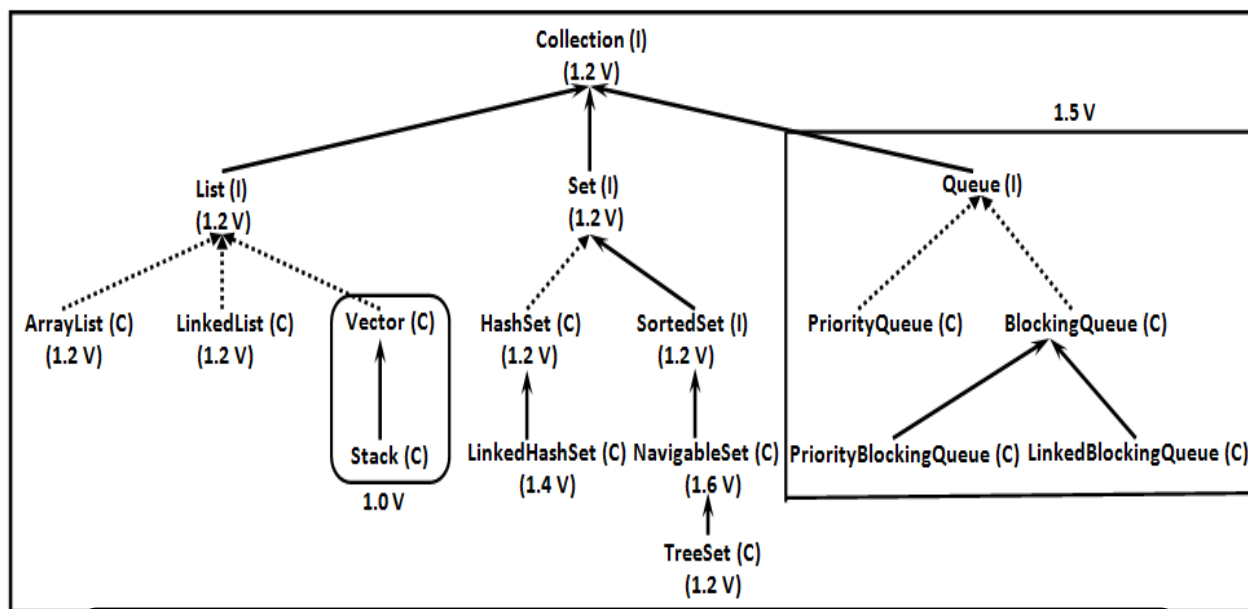 Collection (I)
(1.2 V)
1.5 V
List (I)
(1.2 V)
Set (I)
(1.2 V)
Queue (I)
ArrayList (C)
(1.2 V)
LinkedList (C)
(1.2 V)
Vector (C)
HashSet (C)
(1.2 V)
SortedSet (I)
(1.2 V)
PriorityQueue (C)
BlockingQueue (C)
Stack (C)
1.0 V
LinkedHashSet (C)
(1.4 V)
NavigableSet (C)
(1.6 V)
PriorityBlockingQueue (C)
LinkedBlockingQueue (C)
TreeSet (C)
(1.2 V)